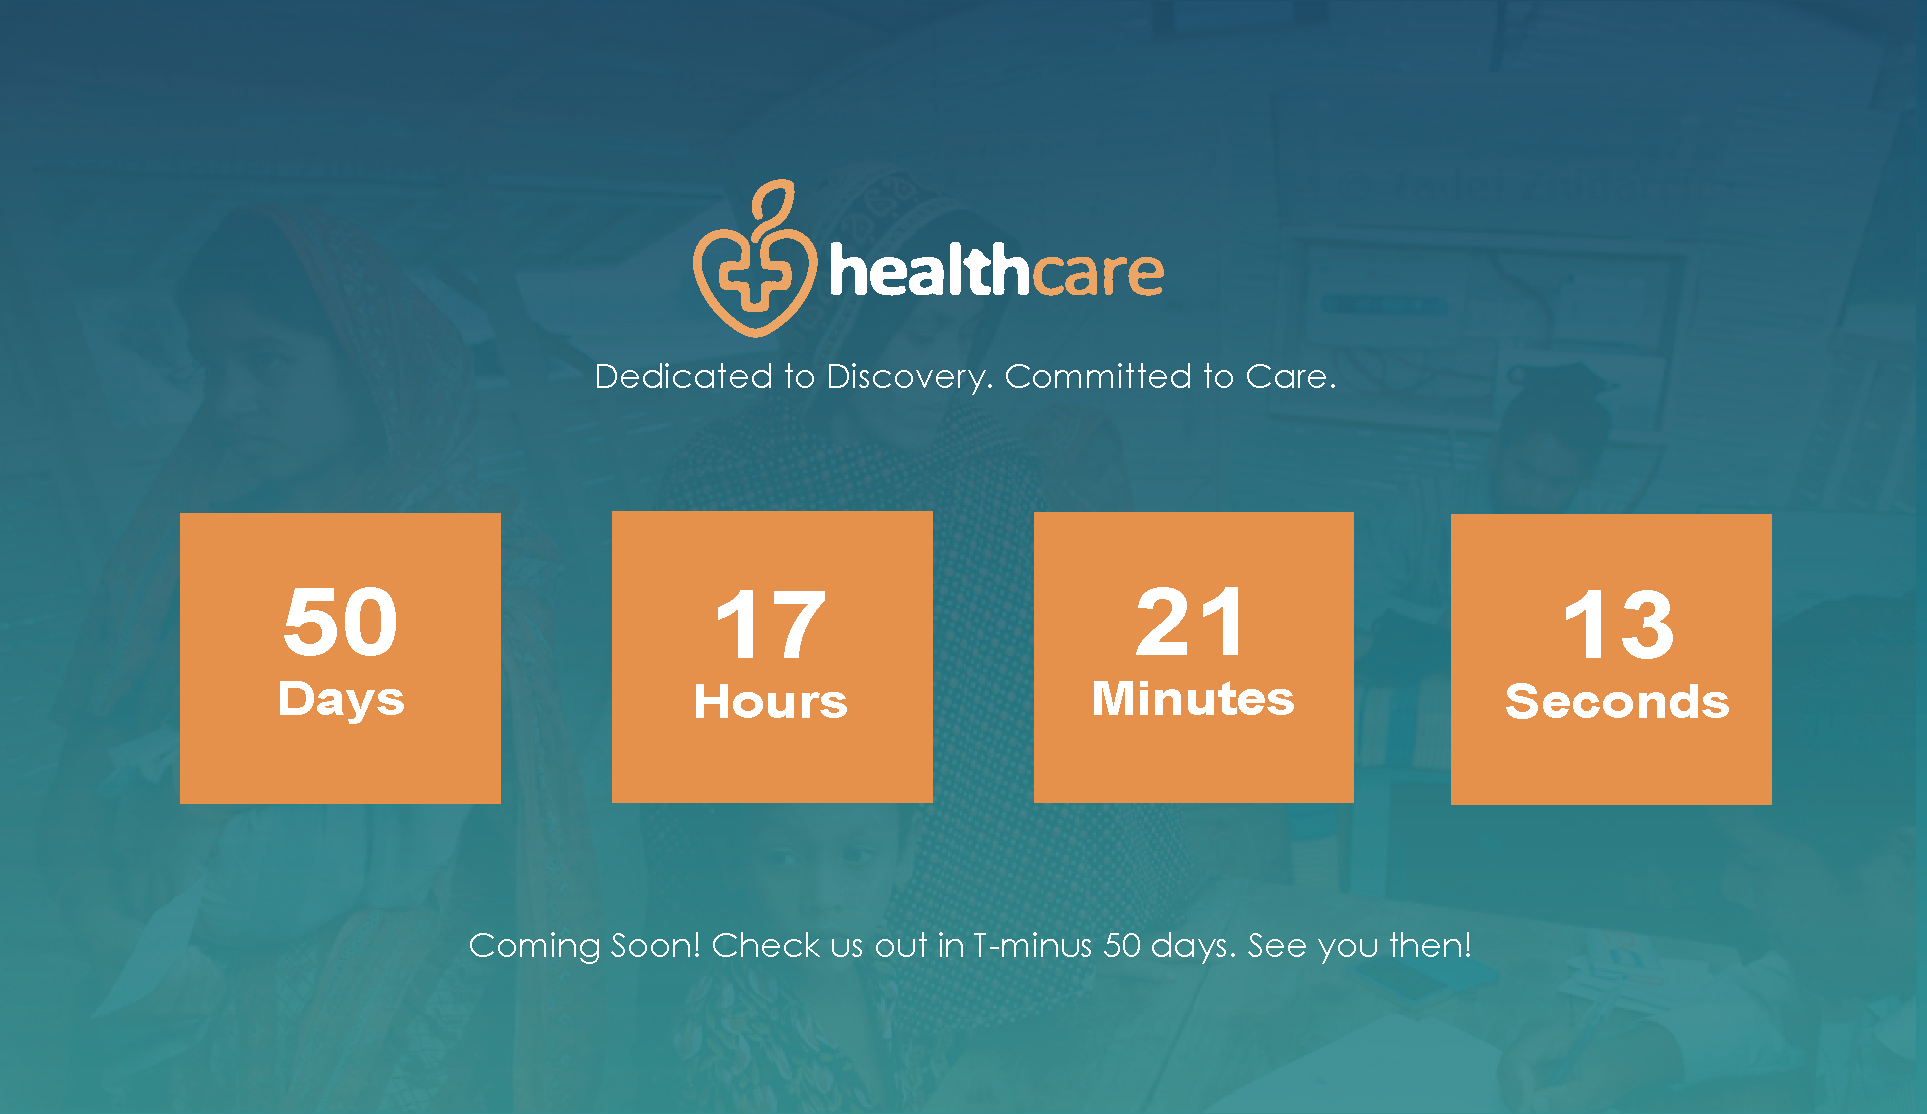 healthcare
Dedicated to Discovery. Committed to Care.
50
Days
17
Hours
21
Minutes
13
Seconds
Coming Soon! Check us out in T-minus 50 days. See you then!